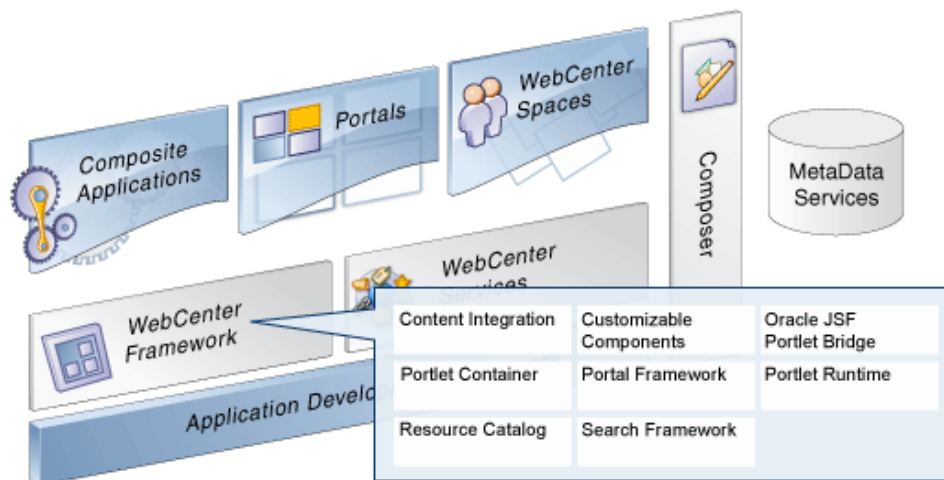 Composite
Applications
Portals
WebCenter
Spaces
Composer
MetaData
Services
WebCenter
Framework
WebCenter
Services
Application
Content Integration
Customizable
Components
Oracle JSF
Portlet Bridge
Portlet Container
Portal Framework
Portlet Runtime
Resource Catalog
Search Framework